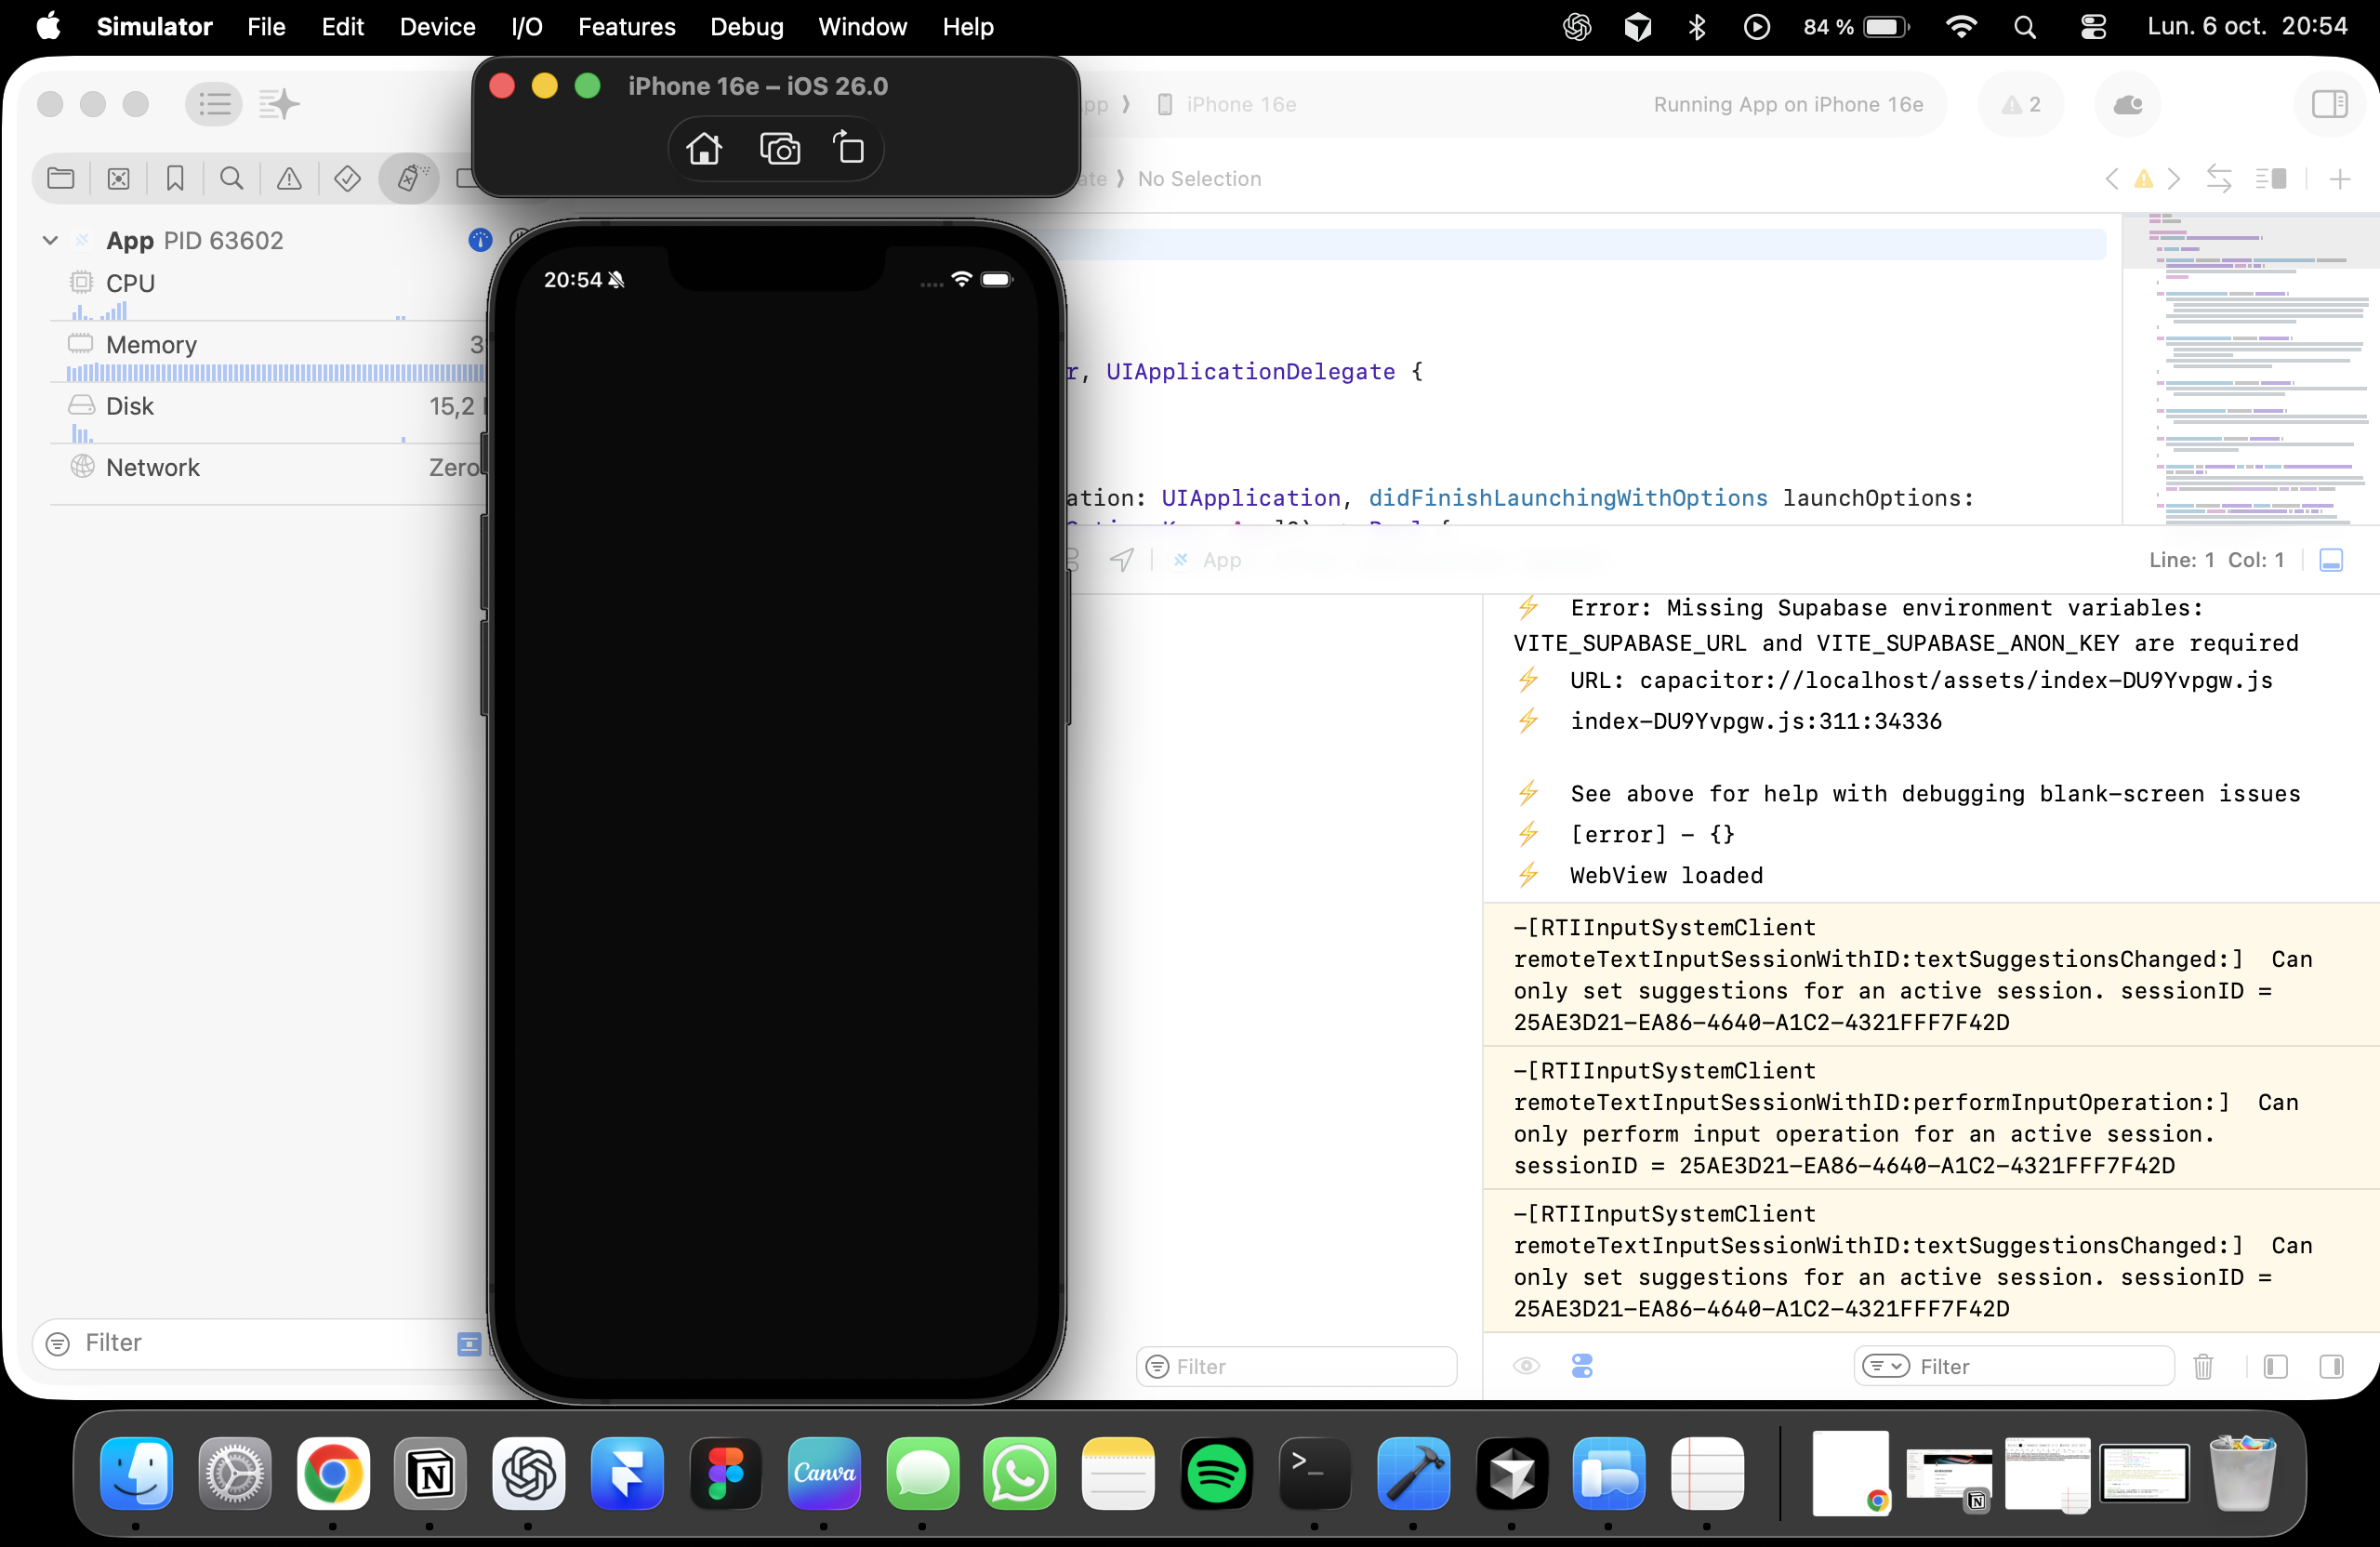 Simulator File Edit Device I/O Features Debug Window Help 84 % Lun. 6 oct. 20:54
iPhone 16e – iOS 26.0
iPhone 16e
Running App on iPhone 16e
2
No Selection
App PID 63602
CPU
Memory 3
Disk 15,2
Network Zero
Filter
20:54
r, UIApplicationDelegate {
ation: UIApplication, didFinishLaunchingWithOptions launchOptions:
App
Line: 1 Col: 1
Error: Missing Supabase environment variables:
VITE_SUPABASE_URL and VITE_SUPABASE_ANON_KEY are required
URL: capacitor://localhost/assets/index-DU9Yvpgw.js
index-DU9Yvpgw.js:311:34336
See above for help with debugging blank-screen issues
[error] - {}
WebView loaded
-[RTIInputSystemClient
remoteTextInputSessionWithID:textSuggestionsChanged:] Can
only set suggestions for an active session. sessionID =
25AE3D21-EA86-4640-A1C2-4321FFF7F42D
-[RTIInputSystemClient
remoteTextInputSessionWithID:performInputOperation:] Can
only perform input operation for an active session.
sessionID = 25AE3D21-EA86-4640-A1C2-4321FFF7F42D
-[RTIInputSystemClient
remoteTextInputSessionWithID:textSuggestionsChanged:] Can
only set suggestions for an active session. sessionID =
25AE3D21-EA86-4640-A1C2-4321FFF7F42D
Filter
Filter
Canva